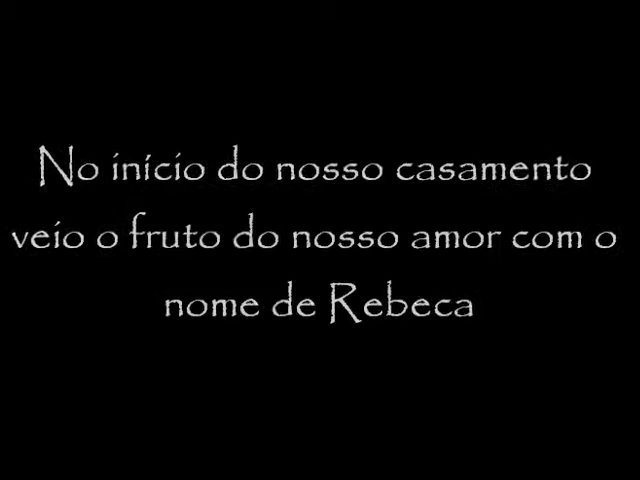 No início do nosso casamento
veio o fruto do nosso amor com o
nome de Rebeca